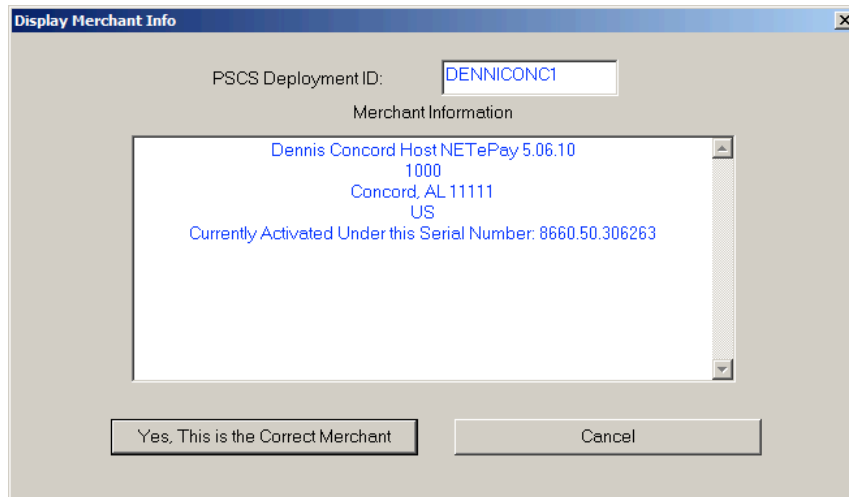 Display Merchant Info
PSCS Deployment ID: DENNICONC1
Merchant Information
Dennis Concord Host NETePay 5.06.10
1000
Concord, AL 11111
US
Currently Activated Under this Serial Number: 8660.50.306263
Yes, This is the Correct Merchant
Cancel